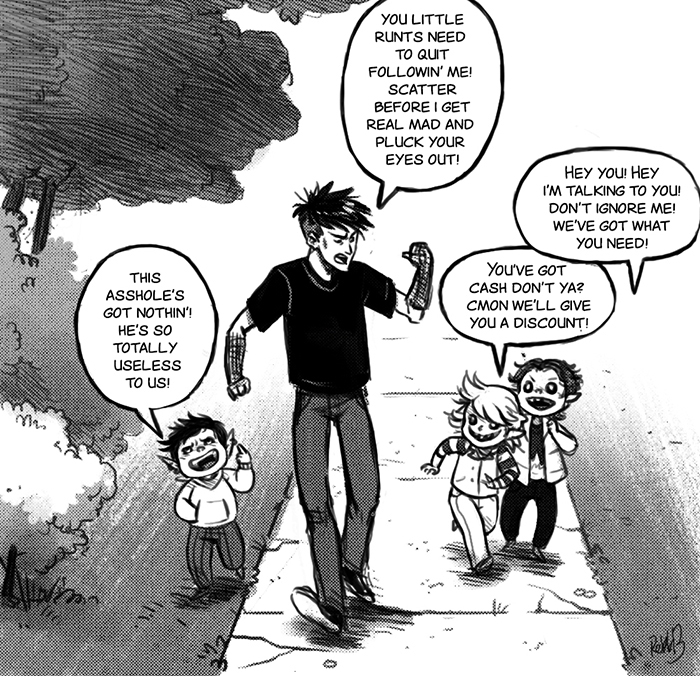 YOU LITTLE
RUNTS NEED
TO QUIT
FOLLOWIN' ME!
SCATTER
BEFORE I GET
REAL MAD AND
PLUCK YOUR
EYES OUT!
HEY YOU! HEY
I'M TALKING TO YOU!
DON'T IGNORE ME!
WE'VE GOT WHAT
YOU NEED!
YOU'VE GOT
CASH DON'T YA?
CMON WE'LL GIVE
YOU A DISCOUNT!
THIS
ASSHOLE'S
GOT NOTHIN'!
HE'S SO
TOTALLY
USELESS
TO US!